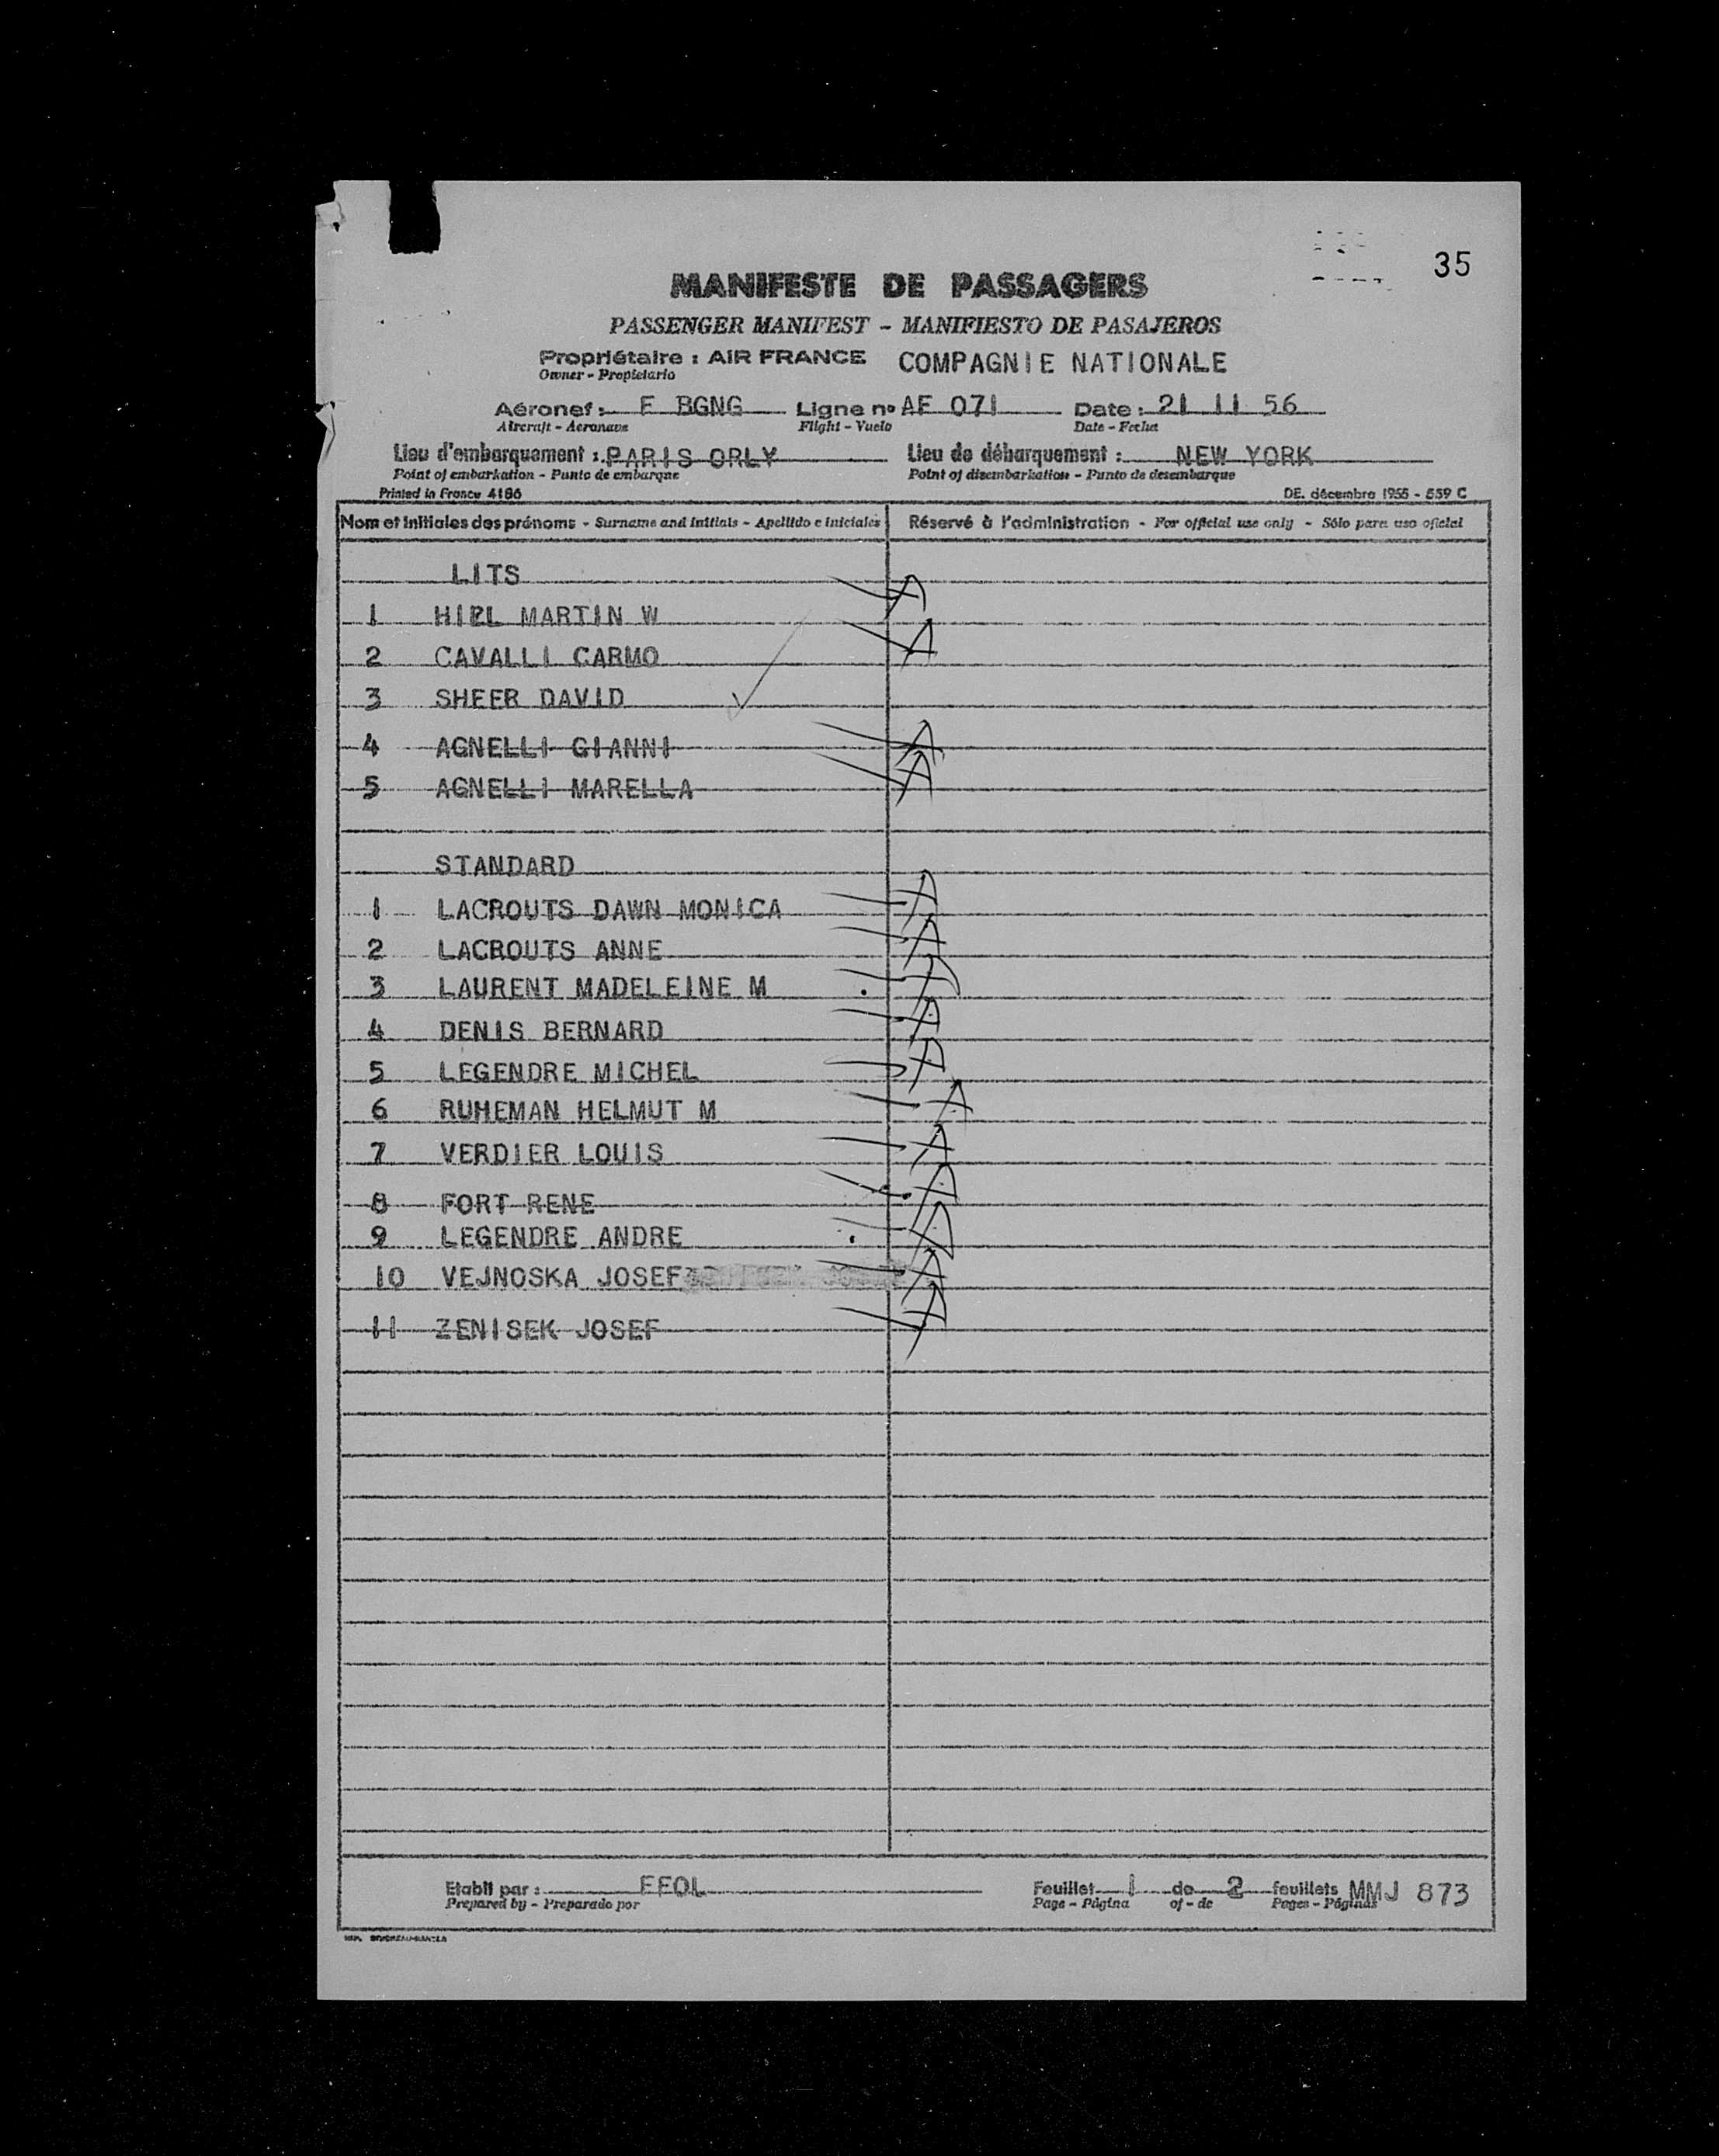 35
MANIFESTE DE PASSAGERS
PASSENGER MANIFEST - MANIFIESTO DE PASAJEROS
Propriétaire : AIR FRANCE COMPAGNIE NATIONALE
Owner - Propietario
Aéronef : F BGNG Ligne nº AF 071 Date : 21 11 56
Aircraft - Aeronave Flight - Vuelo Date - Fecha
Lieu d'embarquement : PARIS ORLY Lieu de débarquement : NEW YORK
Point of embarkation - Punto de embarque Point of disembarkation - Punto de desembarque
Printed in France 4186 DE. décembre 1955 - 559 C
Nom et initiales des prénoms - Surname and initials - Apellido e iniciales Réservé à l'administration - For official use only - Sólo para uso oficial
LITS
1 MARTIN W A
2 CAVALLI CARMO A
3 SHEER DAVID
4 AGNELLI GIANNI A
5 AGNELLI MARELLA A
STANDARD
1 LACROUTS DAWN MONICA A
2 LACROUTS ANNE A
3 LAURENT MADELEINE M A
4 DENIS BERNARD A
5 LEGENDRE MICHEL A
6 RUHEMAN HELMUT M A
7 VERDIER LOUIS A
8 FORT RENE A
9 LEGENDRE ANDRE A
10 VEJNOSKA JOSEF A
11 ZENISEK JOSEF A
Etabli par : FFOL Feuillet 1 de 2 feuillets MMJ 873
Prepared by - Preparado por Page - Página of - de Pages - Páginas